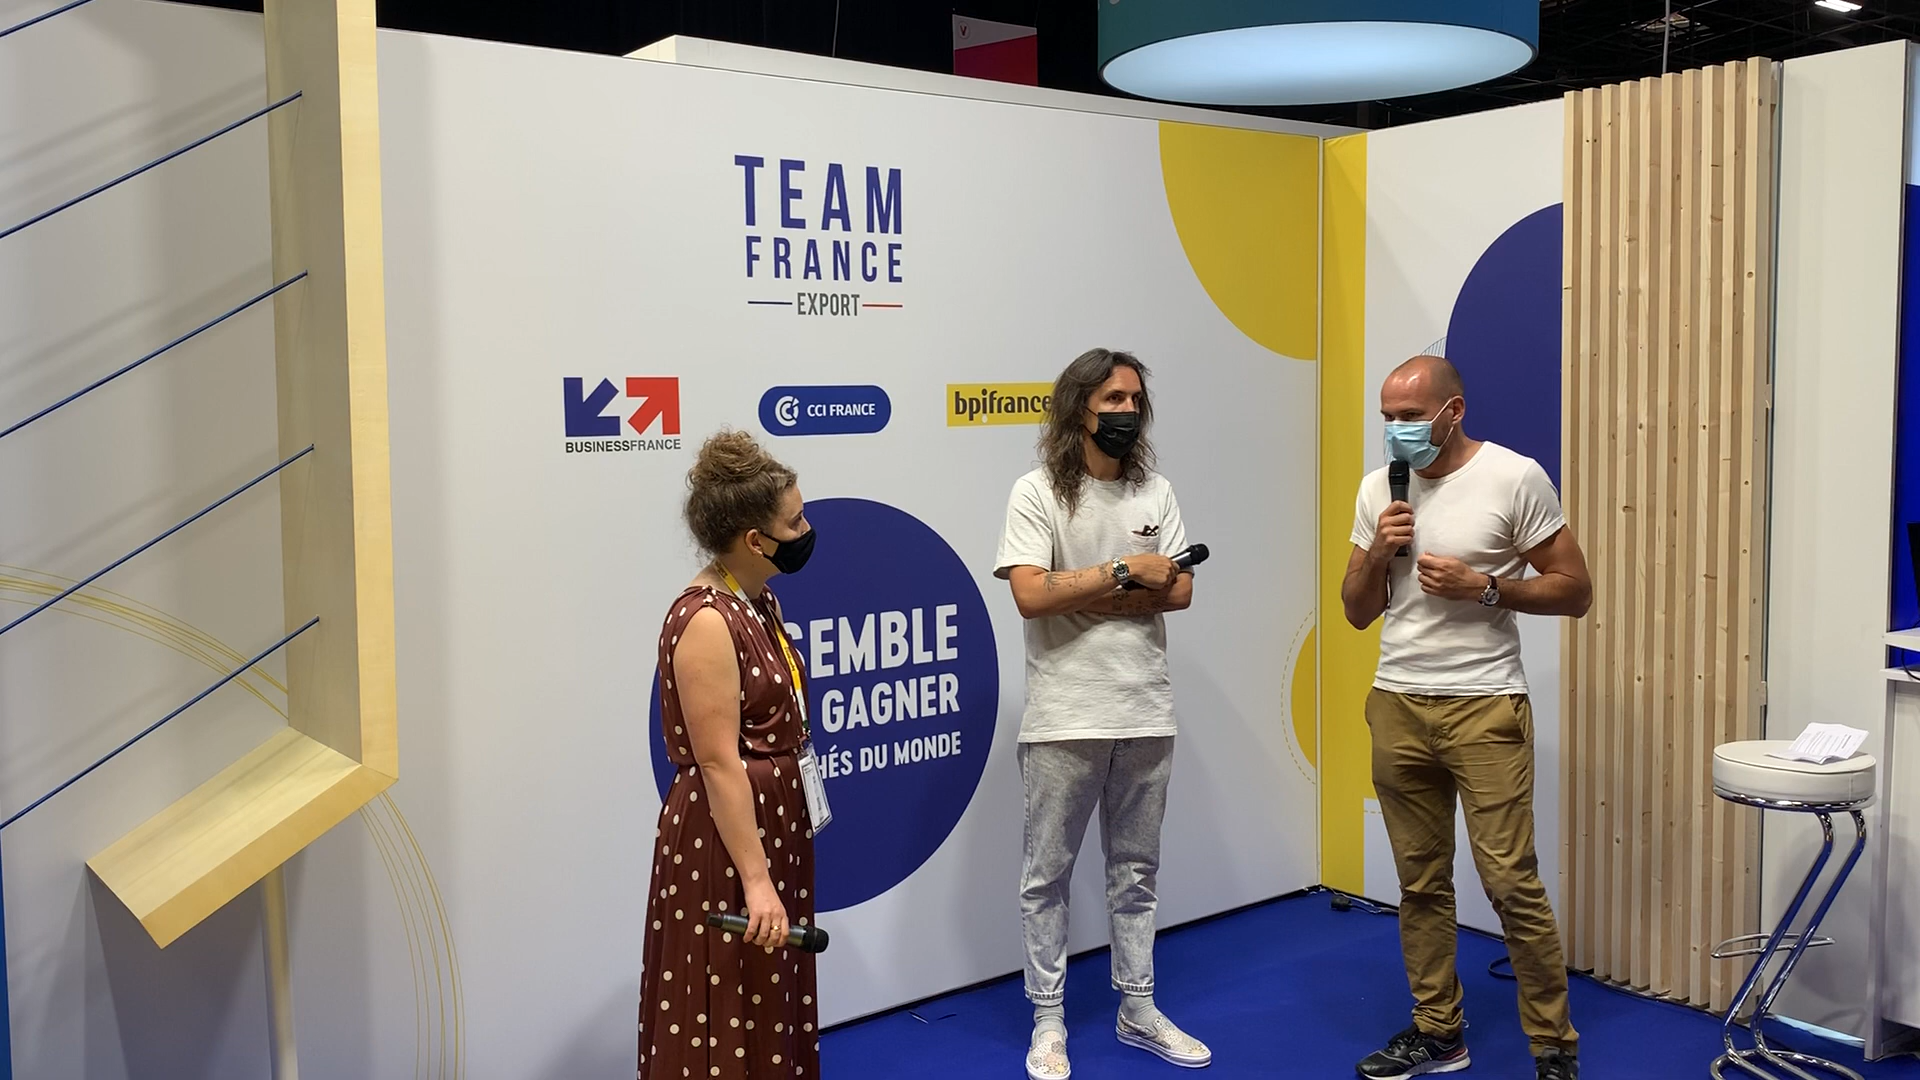 TEAM
FRANCE
EXPORT
BUSINESSFRANCE
CCI FRANCE
bpifrance
SEMBLE
GAGNER
HÉS DU MONDE